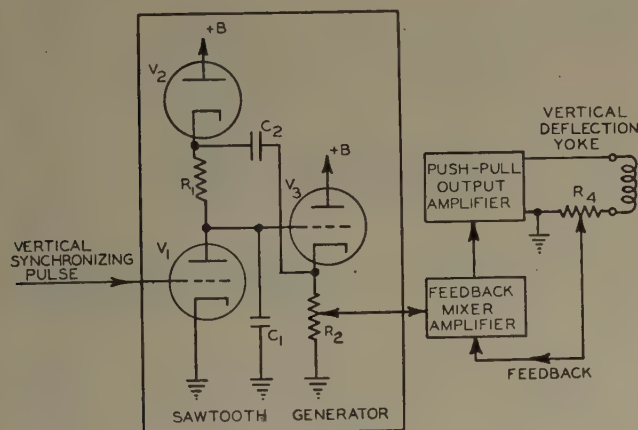 +B
V2
C2
R1
+B
V3
V1
VERTICAL
SYNCHRONIZING
PULSE
C1
R2
SAWTOOTH GENERATOR
PUSH-PULL
OUTPUT
AMPLIFIER
VERTICAL
DEFLECTION
YOKE
R4
FEEDBACK
MIXER
AMPLIFIER
FEEDBACK